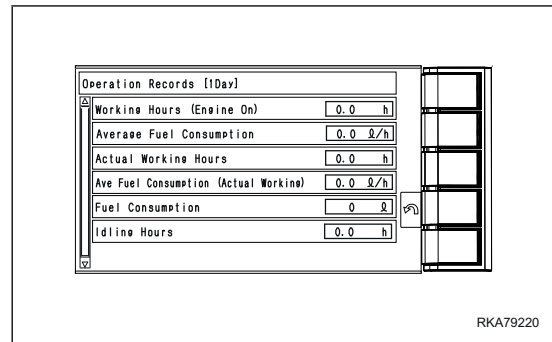 Operation Records [1Day]
Working Hours (Engine On) 0.0 h
Average Fuel Consumption 0.0 ℓ/h
Actual Working Hours 0.0 h
Ave Fuel Consumption (Actual Working) 0.0 ℓ/h
Fuel Consumption 0 ℓ
Idling Hours 0.0 h
RKA79220